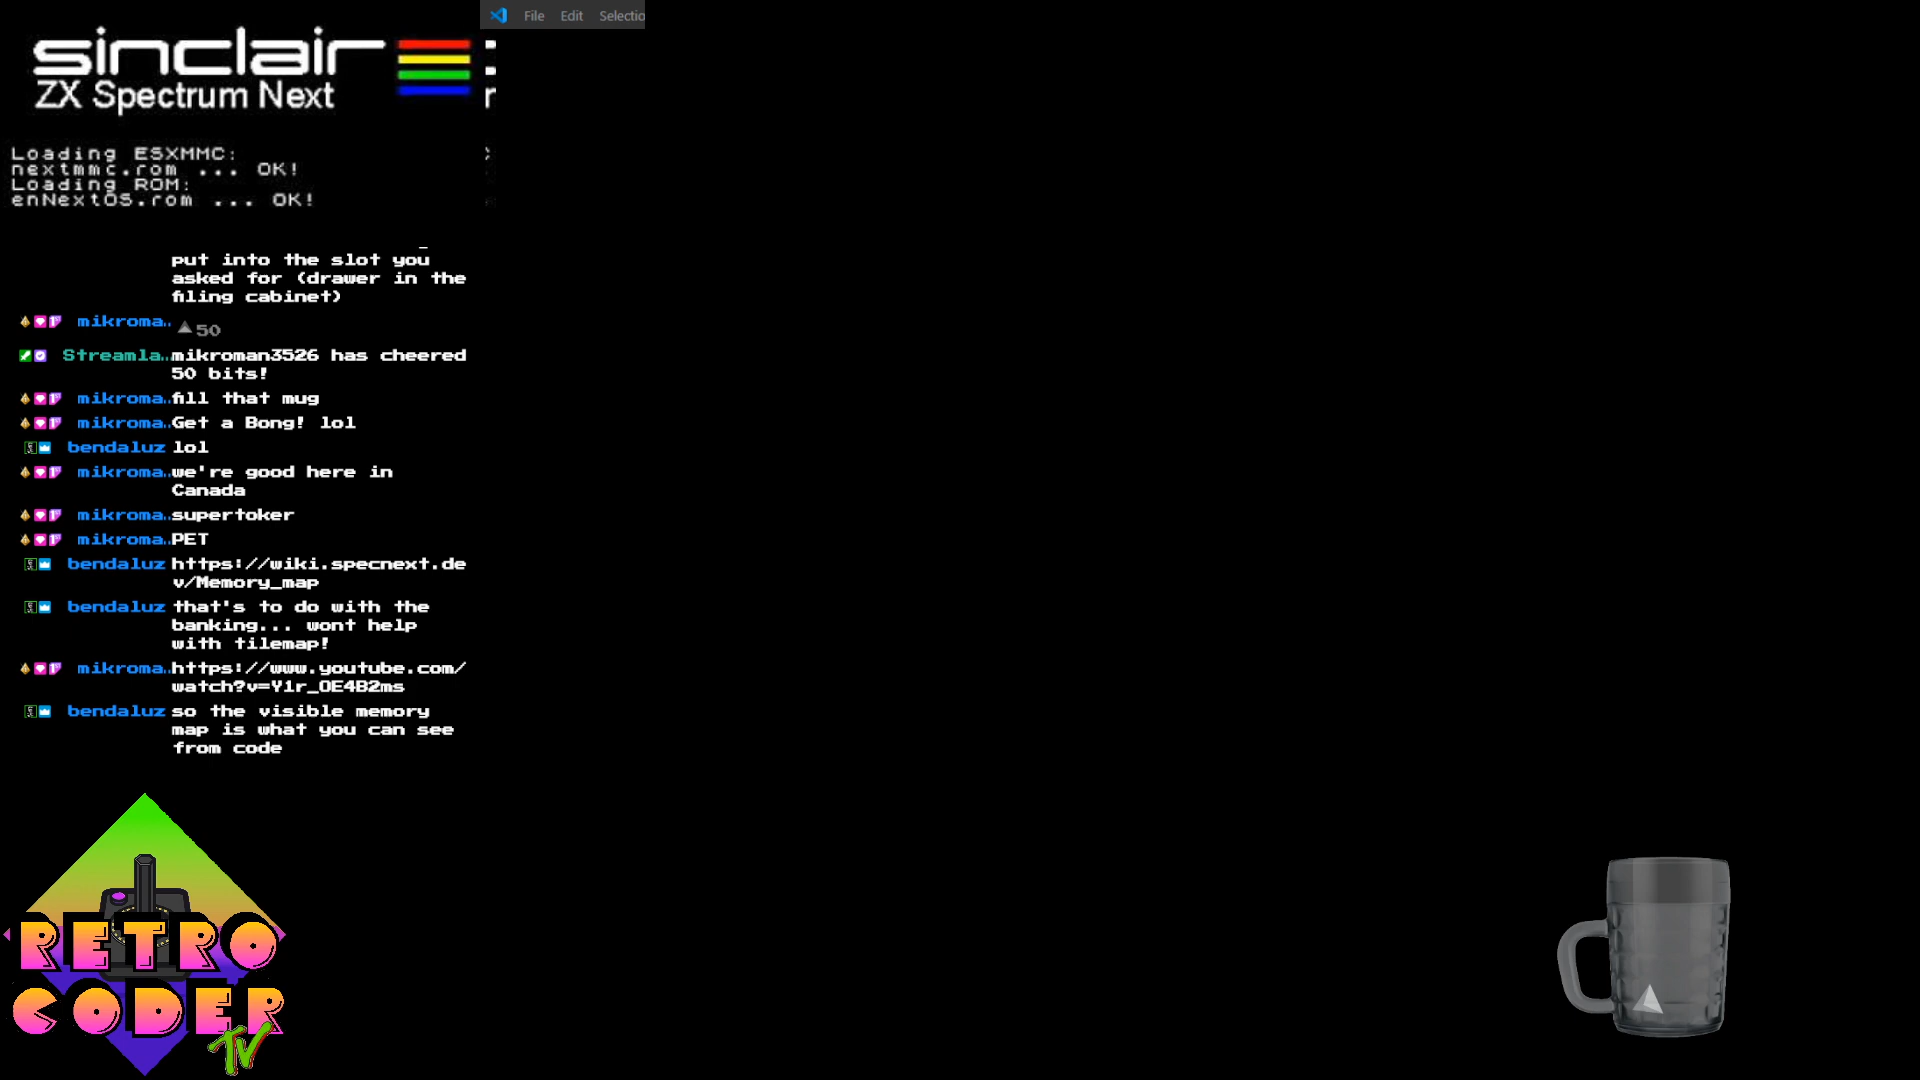 File Edit Selectio
sinclair
ZX Spectrum Next
Loading ESXMMC:
nextmmc.rom ... OK!
Loading ROM:
enNextOS.rom ... OK!
put into the slot you
asked for (drawer in the
filing cabinet)
mikroma.. 50
Streamla.. mikroman3526 has cheered
50 bits!
mikroma.. fill that mug
mikroma.. Get a Bong! lol
bendaluz lol
mikroma.. we're good here in
Canada
mikroma.. supertoker
mikroma.. PET
bendaluz https://wiki.specnext.de
v/Memory_map
bendaluz that's to do with the
banking... wont help
with tilemap!
mikroma.. https://www.youtube.com/
watch?v=Y1r_OE4B2ms
bendaluz so the visible memory
map is what you can see
from code
RETRO
CODER
TV